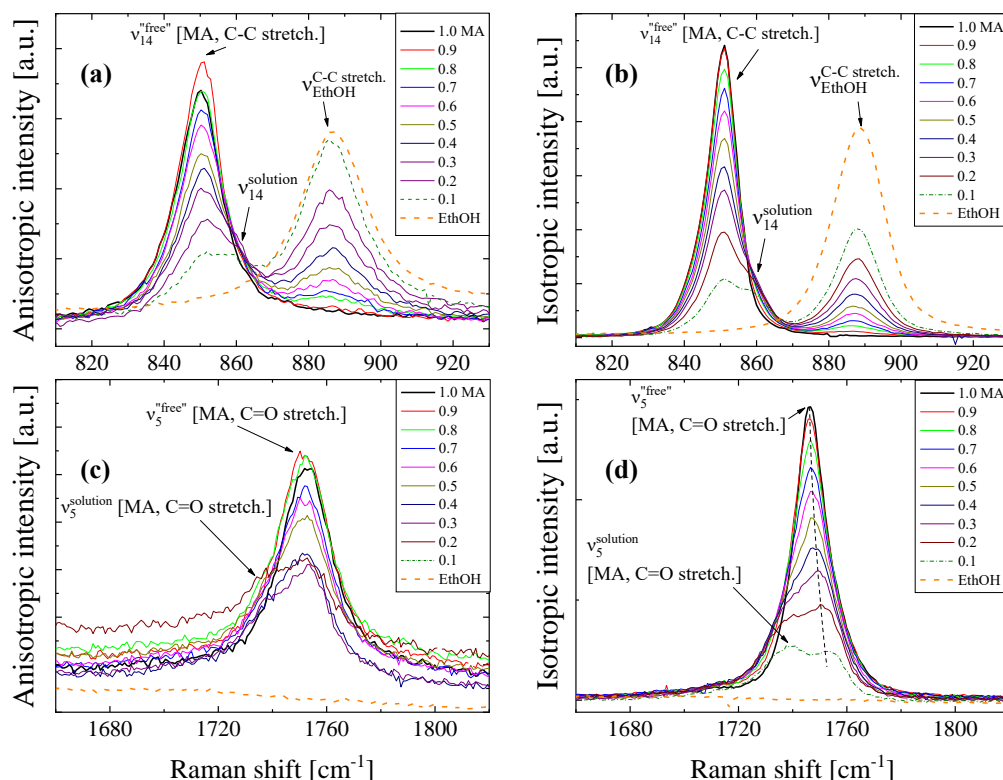 Anisotropic intensity [a.u.]
(a)
ν₁₄"free" [MA, C-C stretch.]
ν EthOH C-C stretch.
ν₁₄ solution
1.0 MA
0.9
0.8
0.7
0.6
0.5
0.4
0.3
0.2
0.1
EthOH
820 840 860 880 900 920
Isotropic intensity [a.u.]
(b)
ν₁₄"free" [MA, C-C stretch.]
ν EthOH C-C stretch.
ν₁₄ solution
1.0 MA
0.9
0.8
0.7
0.6
0.5
0.4
0.3
0.2
0.1
EthOH
820 840 860 880 900 920
Anisotropic intensity [a.u.]
(c)
ν₅"free" [MA, C=O stretch.]
ν₅ solution [MA, C=O stretch.]
1.0 MA
0.9
0.8
0.7
0.6
0.5
0.4
0.3
0.2
EthOH
1680 1720 1760 1800
Raman shift [cm⁻¹]
Isotropic intensity [a.u.]
(d)
ν₅"free"
[MA, C=O stretch.]
ν₅ solution
[MA, C=O stretch.]
1.0 MA
0.9
0.8
0.7
0.6
0.5
0.4
0.3
0.2
0.1
EthOH
1680 1720 1760 1800
Raman shift [cm⁻¹]